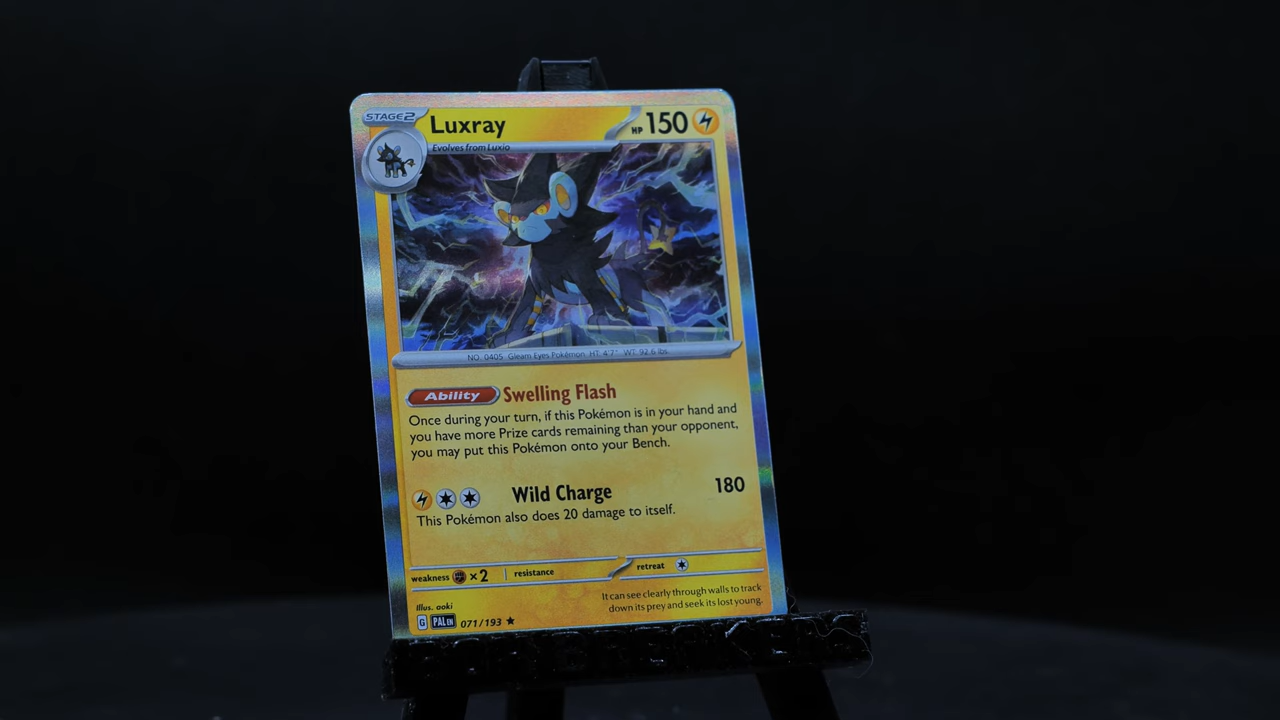 STAGE2
Luxray
HP 150
Evolves from Luxio
NO. 0405 Gleam Eyes Pokémon HT: 4'7" WT: 92.6 lbs.
Ability Swelling Flash
Once during your turn, if this Pokémon is in your hand and
you have more Prize cards remaining than your opponent,
you may put this Pokémon onto your Bench.
Wild Charge 180
This Pokémon also does 20 damage to itself.
weakness ×2 resistance retreat
It can see clearly through walls to track
down its prey and seek its lost young.
Illus. aoki
G PAL EN 071/193 ★